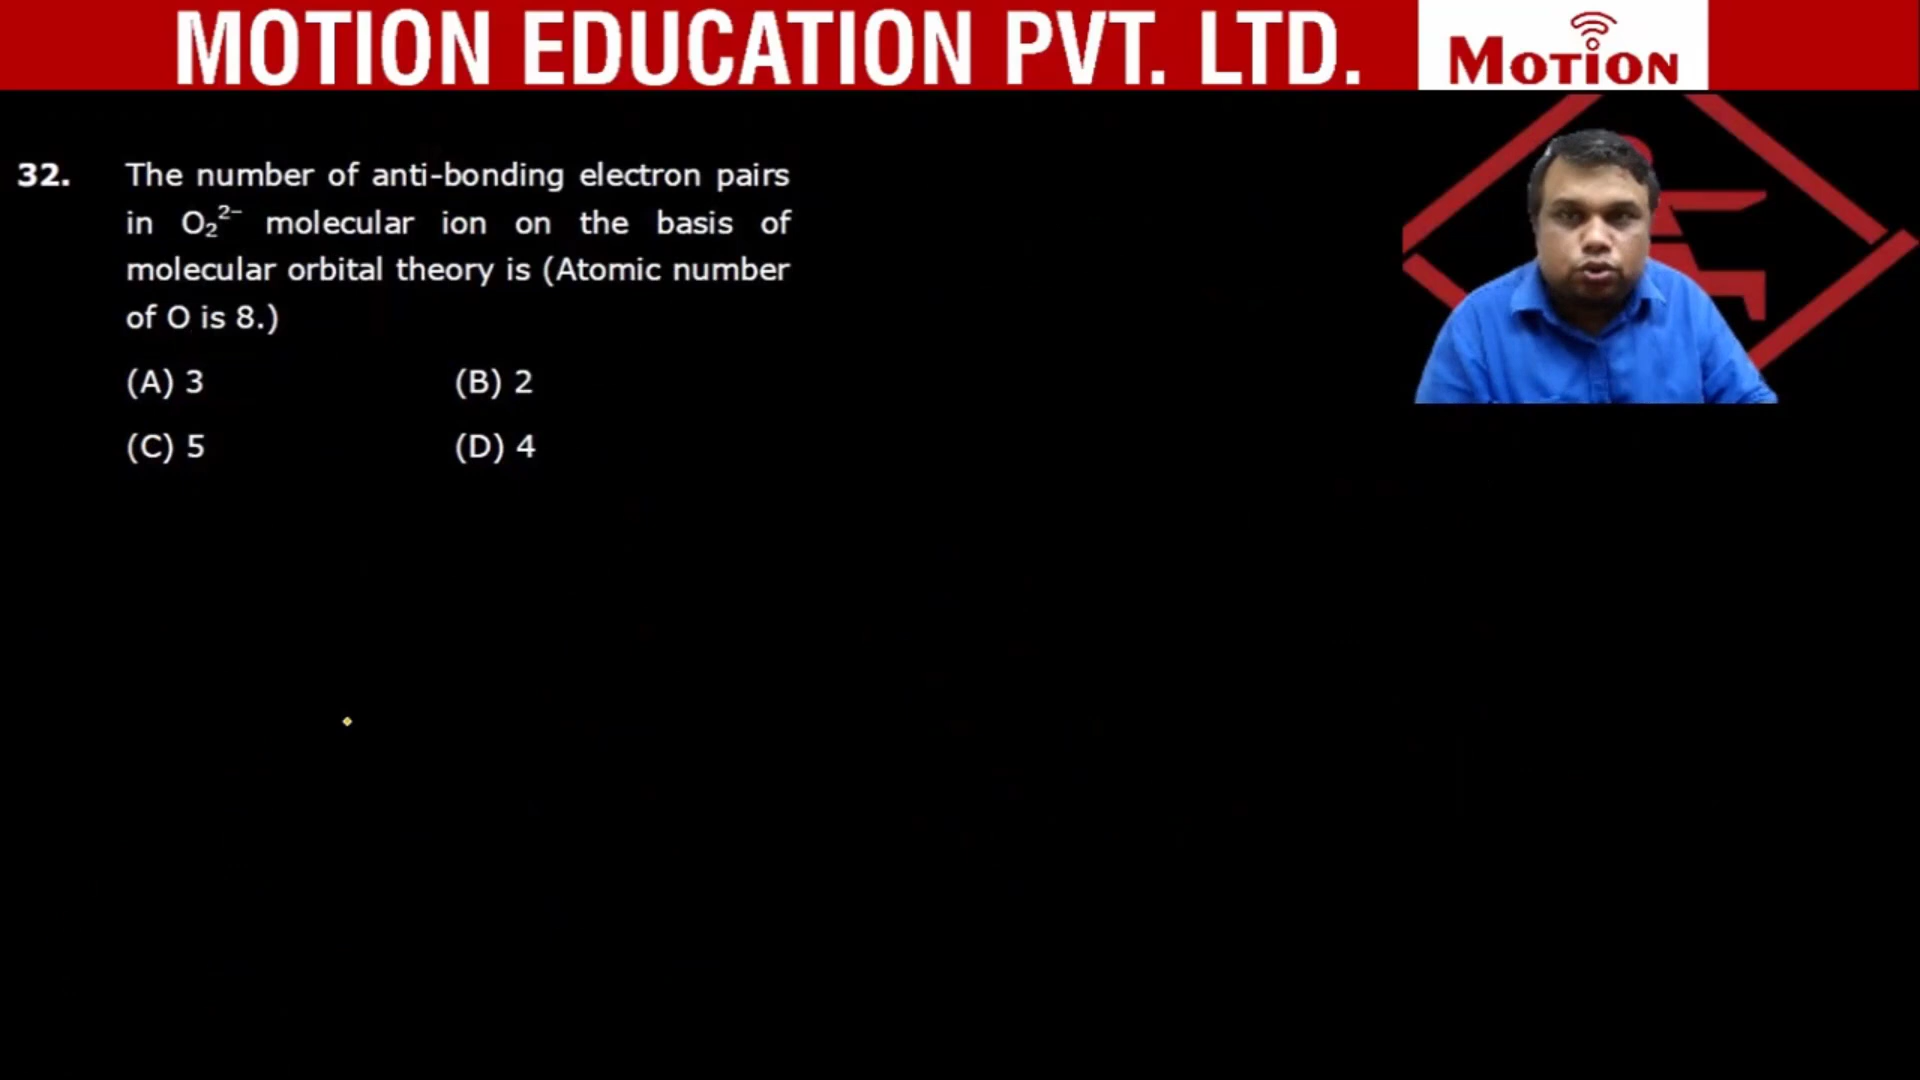 MOTION EDUCATION PVT. LTD.
MOTION
32. The number of anti-bonding electron pairs
in O₂²⁻ molecular ion on the basis of
molecular orbital theory is (Atomic number
of O is 8.)
(A) 3 (B) 2
(C) 5 (D) 4